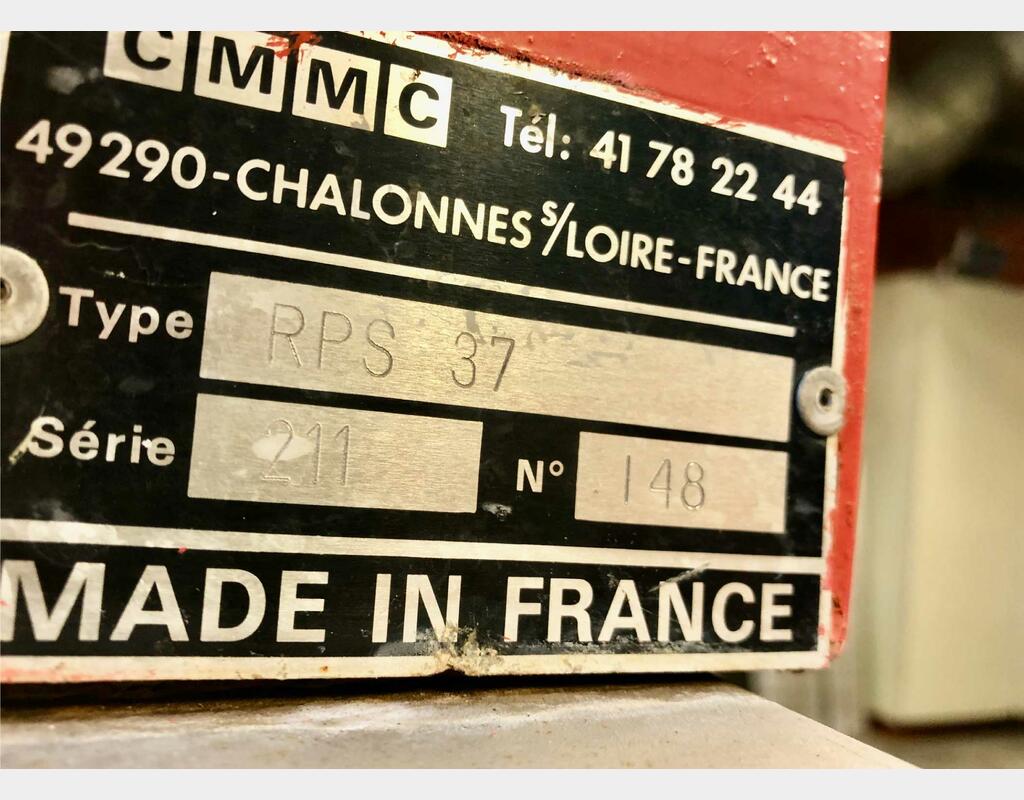 CMMC Tél: 41 78 22 44
49290-CHALONNES s/LOIRE-FRANCE
Type RPS 37
Série 211 N° 148
MADE IN FRANCE